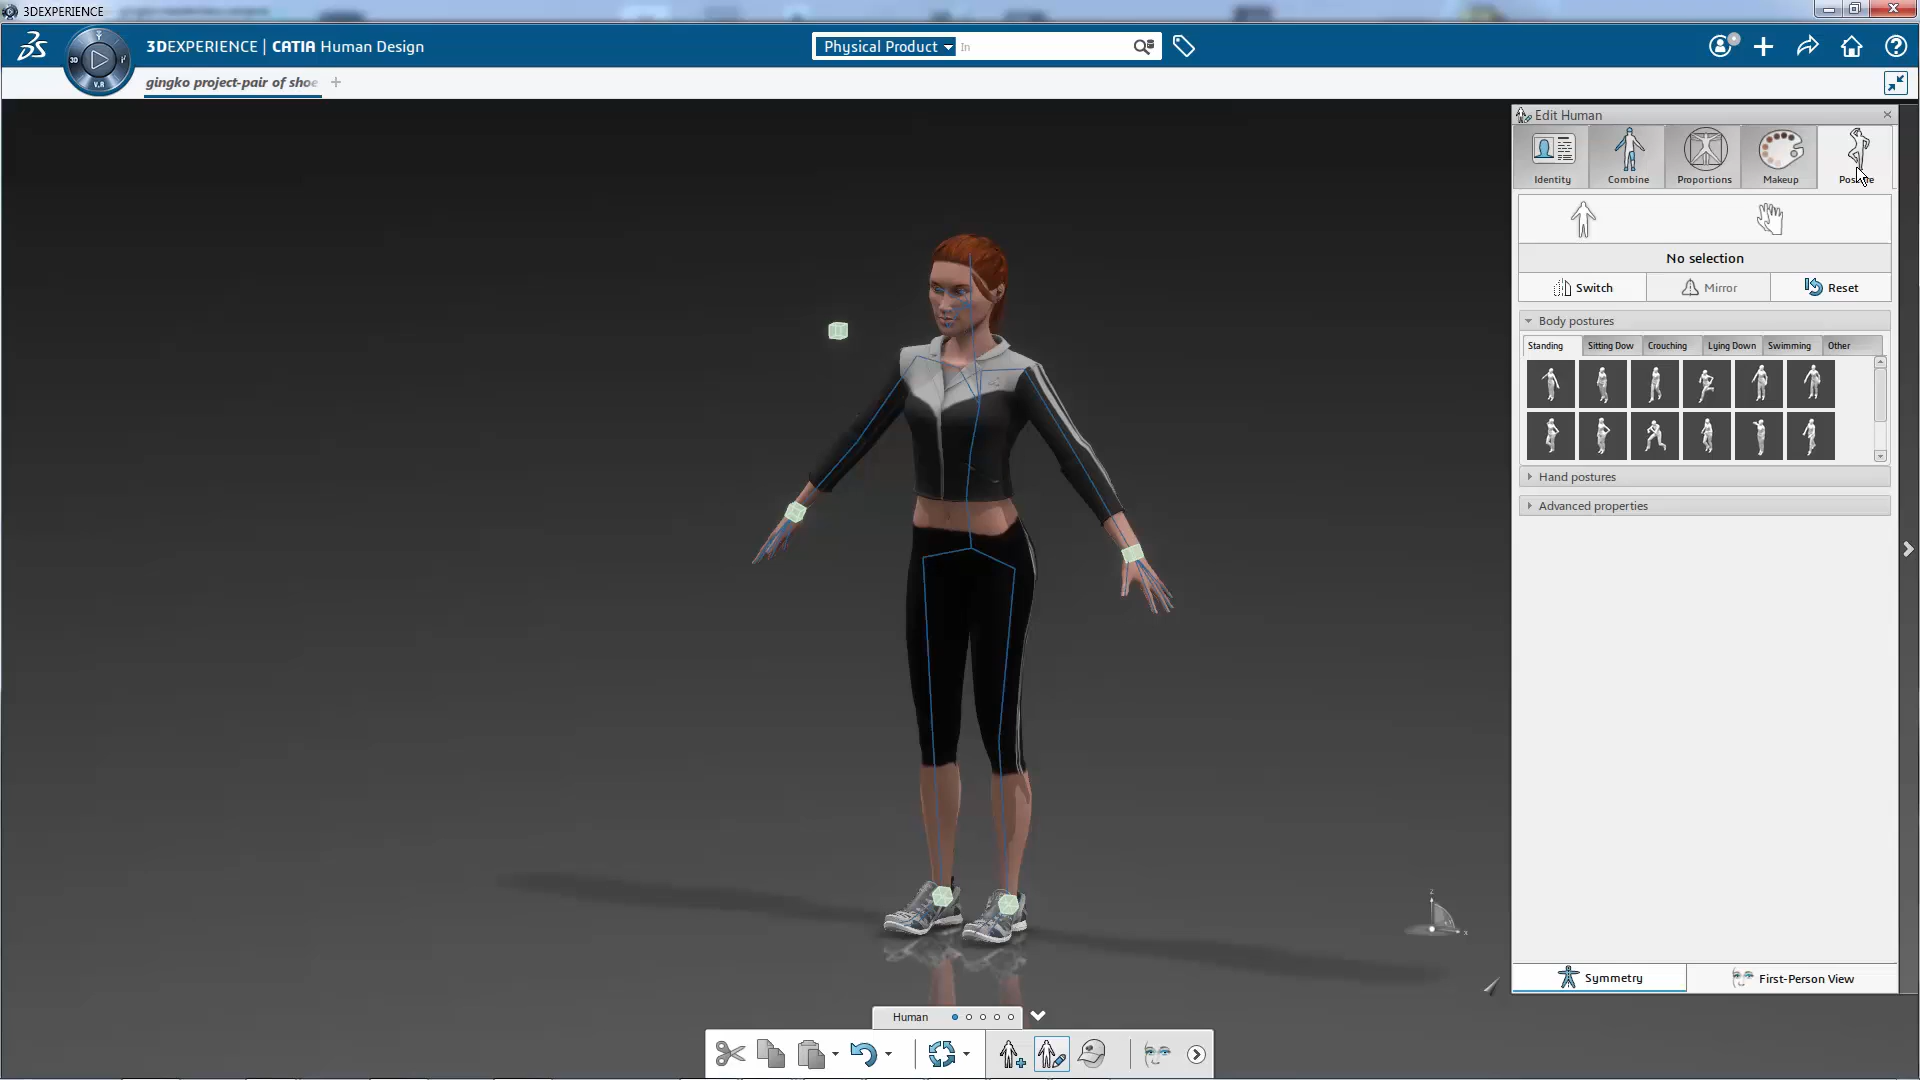 3DEXPERIENCE
3DEXPERIENCE | CATIA Human Design
Physical Product
In
3D
V.R
gingko project-pair of shoe
Edit Human
Identity
Combine
Proportions
Makeup
No selection
Switch
Mirror
Reset
Body postures
Standing
Sitting Dow
Crouching
Lying Down
Swimming
Other
Hand postures
Advanced properties
z
x
Symmetry
First-Person View
Human